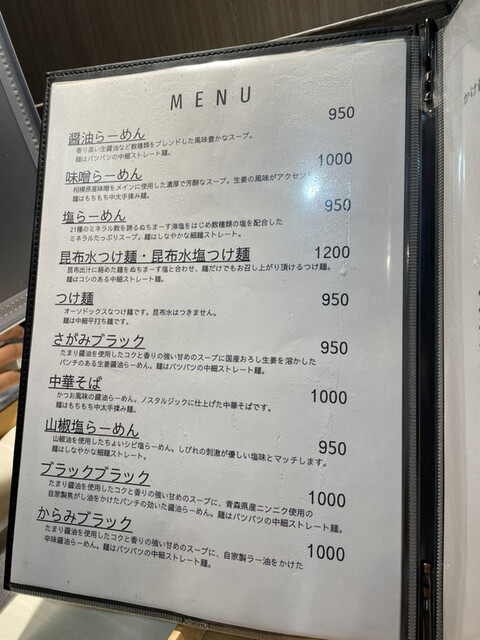 MENU
醤油らーめん 950
香り高い生醤油など数種類をブレンドした風味豊かなスープ。
麺はパツパツの中細ストレート麺。
味噌らーめん 1000
相模原産味噌をメインに使用した濃厚で芳醇なスープ。生姜の風味がアクセント
麺はもちもち中太手揉み麺。
塩らーめん 950
21種のミネラル数を誇るぬちまーす海塩をはじめ数種類の塩を配合した
ミネラルたっぷりスープ。麺はしなやかな細麺ストレート。
昆布水つけ麺・昆布水塩つけ麺 1200
昆布出汁に絡めた麺をぬちまーす塩と合わせ、麺だけでもお召し上がり頂けるつけ麺。
麺はコシのある中細ストレート麺。
つけ麺 950
オーソドックスなつけ麺です。昆布水はつきません。
麺は中細平打ち麺です。
さがみブラック 950
たまり醤油を使用したコクと香りの強い甘めのスープに国産おろし生姜を溶かした
パンチのある生姜醤油らーめん。麺はパツパツの中細ストレート麺。
中華そば 1000
かつお風味の醤油らーめん。ノスタルジックに仕上げた中華そばです。
麺はもちもち中太手揉み麺。
山椒塩らーめん 950
山椒油を使用したちょいシビ塩らーめん。しびれの刺激が優しい塩味とマッチします。
麺はしなやかな細麺ストレート。
ブラックブラック 1000
たまり醤油を使用したコクと香りの強い甘めのスープに、青森県産ニンニク使用の
自家製焦がし油をかけたパンチの効いた醤油らーめん。麺はパツパツの中細ストレート麺。
からみブラック 1000
たまり醤油を使用したコクと香りの強い甘めのスープに、自家製ラー油をかけた
辛味醤油らーめん。麺はパツパツの中細ストレート麺。